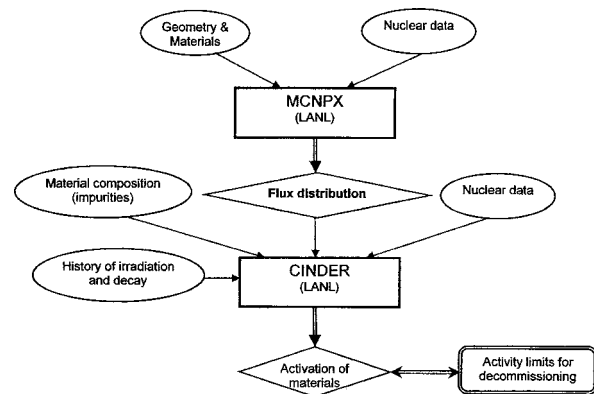 Geometry &
Materials
Nuclear data
MCNPX
(LANL)
Material composition
(impurities)
Flux distribution
Nuclear data
History of irradiation
and decay
CINDER
(LANL)
Activation of
materials
Activity limits for
decommissioning